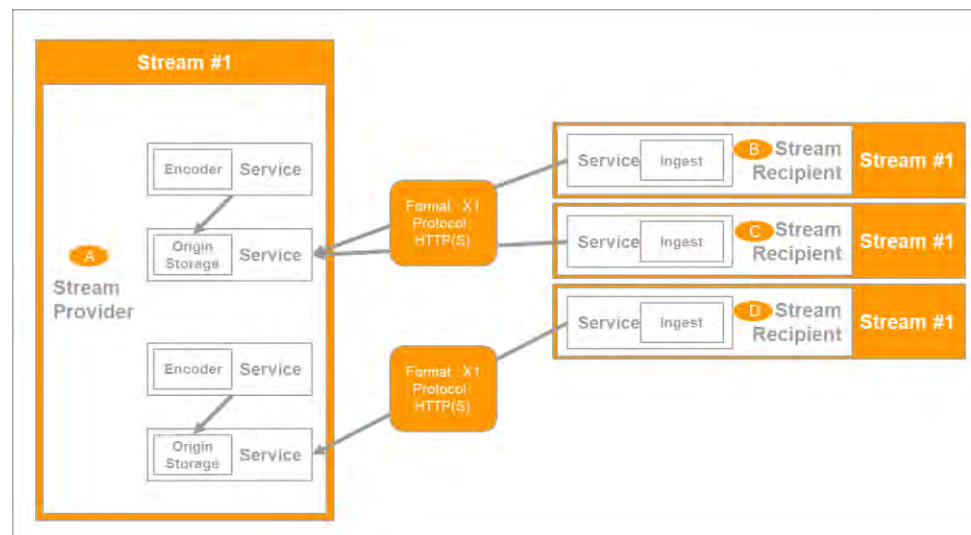 Stream #1
Encoder
Service
Origin
Storage
Service
A
Stream
Provider
Encoder
Service
Origin
Storage
Service
Format : X1
Protocol :
HTTP(S)
Format : X1
Protocol :
HTTP(S)
Service
Ingest
B Stream
Recipient
Stream #1
Service
Ingest
C Stream
Recipient
Stream #1
Service
Ingest
D Stream
Recipient
Stream #1